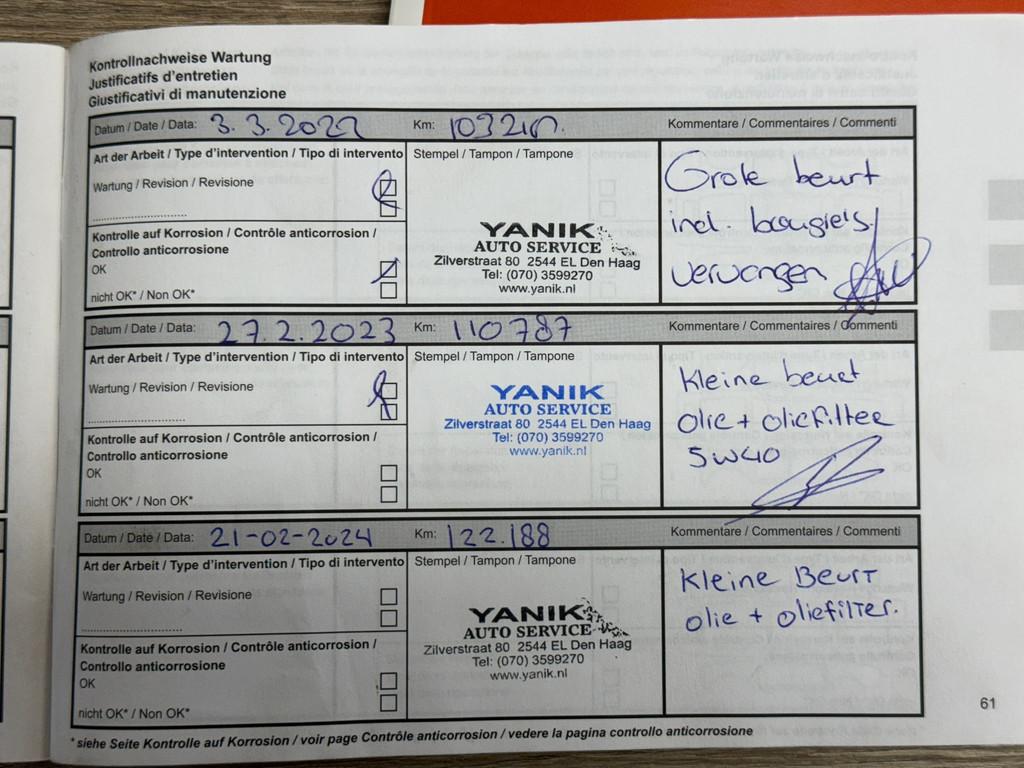 Kontrollnachweise Wartung
Justificatifs d'entretien
Giustificativi di manutenzione
Datum / Date / Data: 3.3.2022 Km: Kommentare / Commentaires / Commenti
Art der Arbeit / Type d'intervention / Tipo di intervento Stempel / Tampon / Tampone
Wartung / Revision / Revisione
Kontrolle auf Korrosion / Contrôle anticorrosion /
Controllo anticorrosione
OK
nicht OK* / Non OK*
YANIK
AUTO SERVICE
Zilverstraat 80 2544 EL Den Haag
Tel: (070) 3599270
www.yanik.nl
Grote beurt
incl. bougie's
vervangen
Datum / Date / Data: 27.2.2023 Km: 110787 Kommentare / Commentaires / Commenti
Art der Arbeit / Type d'intervention / Tipo di intervento Stempel / Tampon / Tampone
Wartung / Revision / Revisione
Kontrolle auf Korrosion / Contrôle anticorrosion /
Controllo anticorrosione
OK
nicht OK* / Non OK*
YANIK
AUTO SERVICE
Zilverstraat 80 2544 EL Den Haag
Tel: (070) 3599270
www.yanik.nl
Kleine beurt
olie + oliefilter
5W40
Datum / Date / Data: 21-02-2024 Km: 122.188 Kommentare / Commentaires / Commenti
Art der Arbeit / Type d'intervention / Tipo di intervento Stempel / Tampon / Tampone
Wartung / Revision / Revisione
Kontrolle auf Korrosion / Contrôle anticorrosion /
Controllo anticorrosione
OK
nicht OK* / Non OK*
YANIK
AUTO SERVICE
Zilverstraat 80 2544 EL Den Haag
Tel: (070) 3599270
www.yanik.nl
Kleine Beurt
olie + oliefilter.
61
* siehe Seite Kontrolle auf Korrosion / voir page Contrôle anticorrosion / vedere la pagina controllo anticorrosione